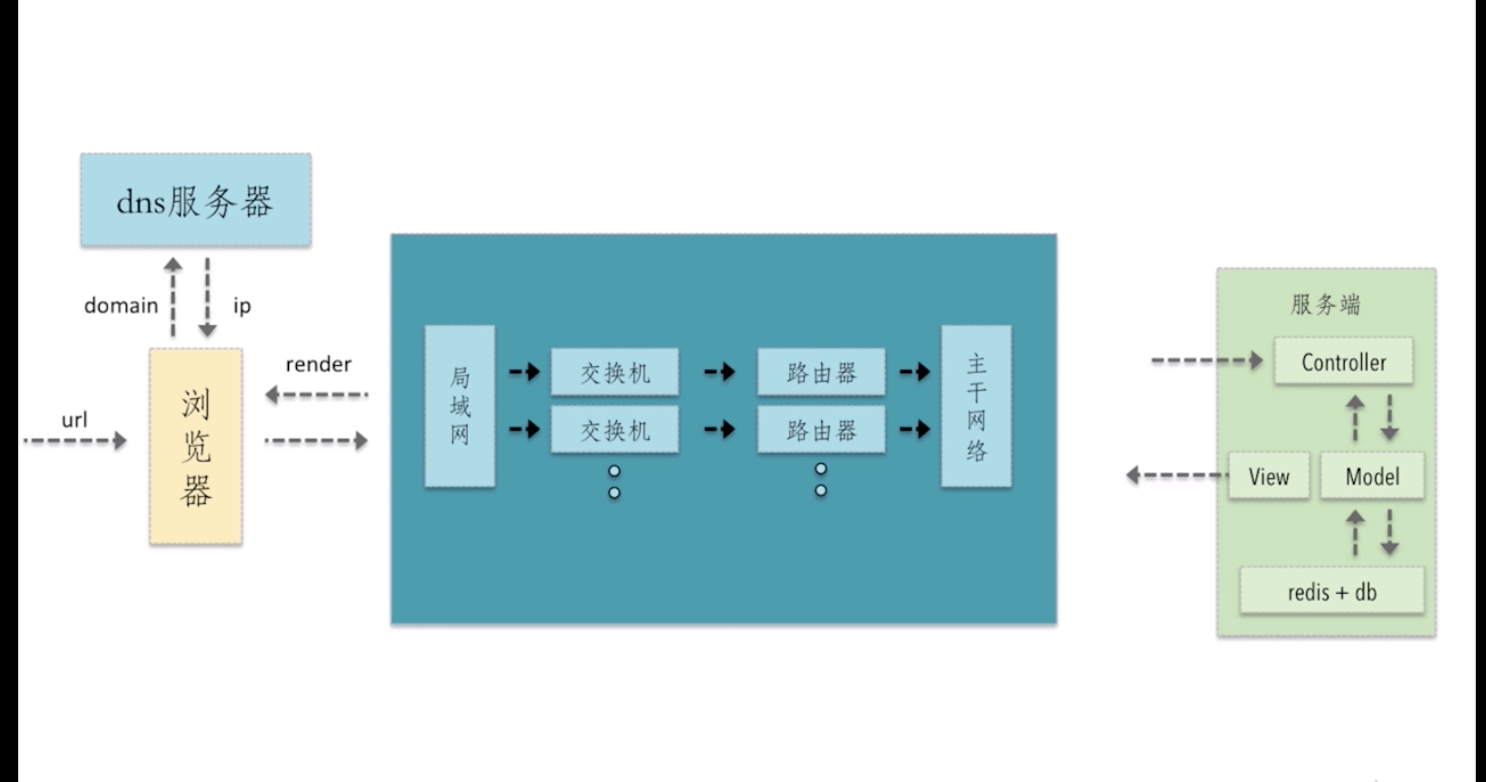 dns服务器
domain
ip
url
浏览器
render
局域网
交换机
路由器
交换机
路由器
主干网络
服务端
Controller
View
Model
redis + db